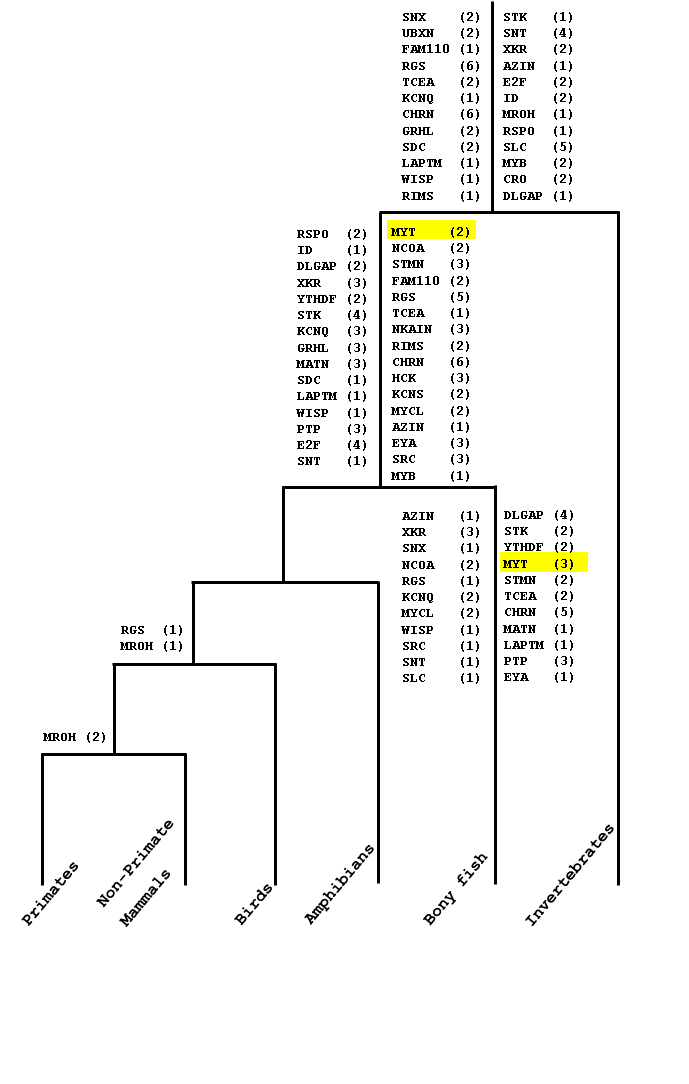 SNX (2)
UBXN (2)
FAM110 (1)
RGS (6)
TCEA (2)
KCNQ (1)
CHRN (6)
GRHL (2)
SDC (2)
LAPTM (1)
WISP (1)
RIMS (1)
STK (1)
SNT (4)
XKR (2)
AZIN (1)
E2F (2)
ID (2)
MROH (1)
RSPO (1)
SLC (5)
MYB (2)
CRO (2)
DLGAP (1)
RSPO (2)
ID (1)
DLGAP (2)
XKR (3)
YTHDF (2)
STK (4)
KCNQ (3)
GRHL (3)
MATN (3)
SDC (1)
LAPTM (1)
WISP (1)
PTP (3)
E2F (4)
SNT (1)
MYT (2)
NCOA (2)
STMN (3)
FAM110 (2)
RGS (5)
TCEA (1)
NKAIN (3)
RIMS (2)
CHRN (6)
HCK (3)
KCNS (2)
MYCL (2)
AZIN (1)
EYA (3)
SRC (3)
MYB (1)
AZIN (1)
XKR (3)
SNX (1)
NCOA (2)
RGS (1)
KCNQ (2)
MYCL (2)
WISP (1)
SRC (1)
SNT (1)
SLC (1)
DLGAP (4)
STK (2)
YTHDF (2)
MYT (3)
STMN (2)
TCEA (2)
CHRN (5)
MATN (1)
LAPTM (1)
PTP (3)
EYA (1)
RGS (1)
MROH (1)
MROH (2)
Primates
Non-Primate
Mammals
Birds
Amphibians
Bony fish
Invertebrates